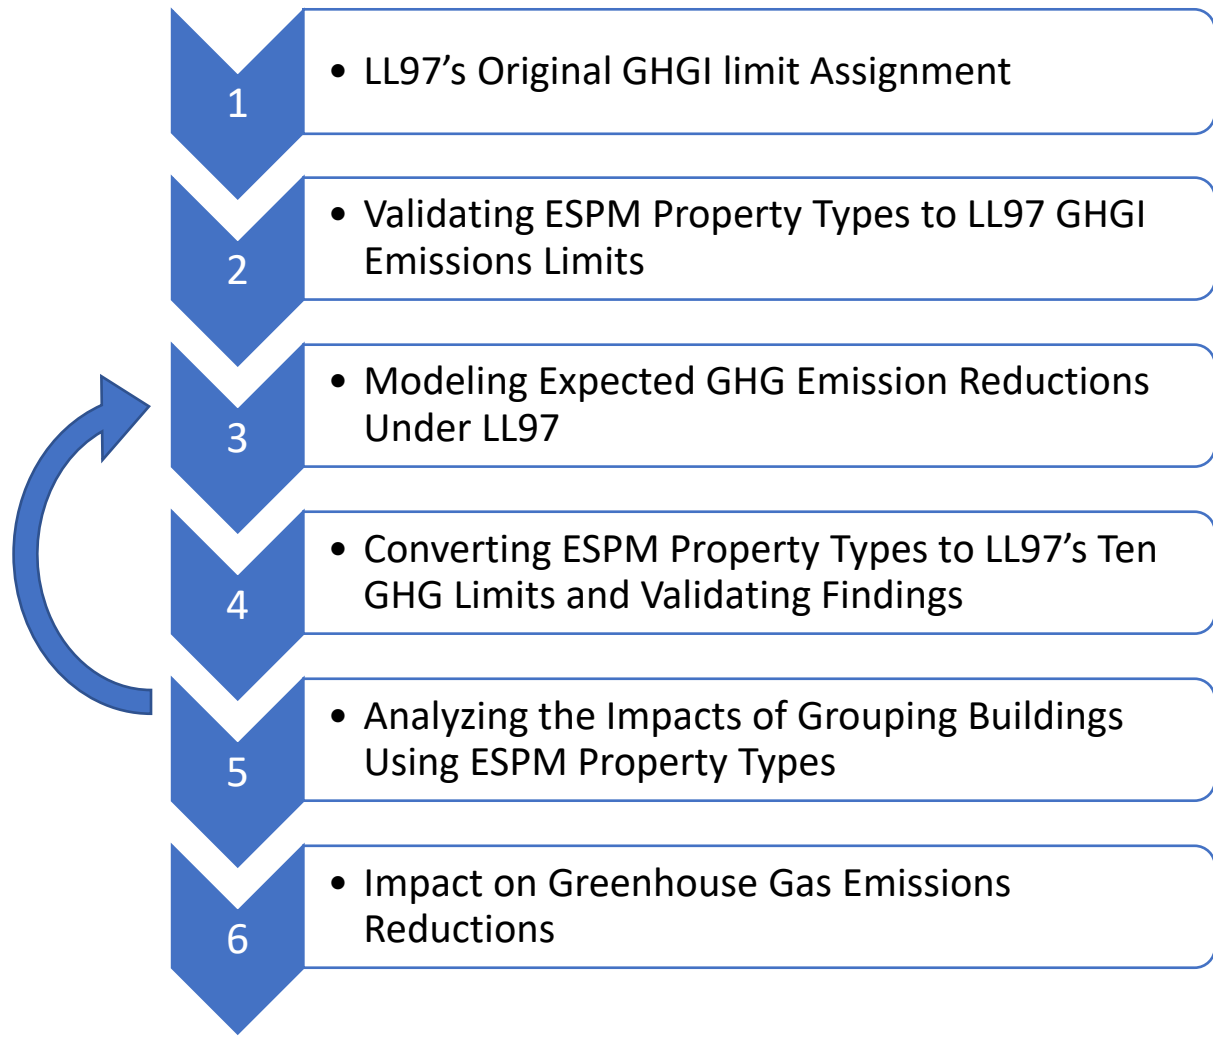 1
• LL97’s Original GHGI limit Assignment
2
• Validating ESPM Property Types to LL97 GHGI
Emissions Limits
3
• Modeling Expected GHG Emission Reductions
Under LL97
4
• Converting ESPM Property Types to LL97’s Ten
GHG Limits and Validating Findings
5
• Analyzing the Impacts of Grouping Buildings
Using ESPM Property Types
6
• Impact on Greenhouse Gas Emissions
Reductions